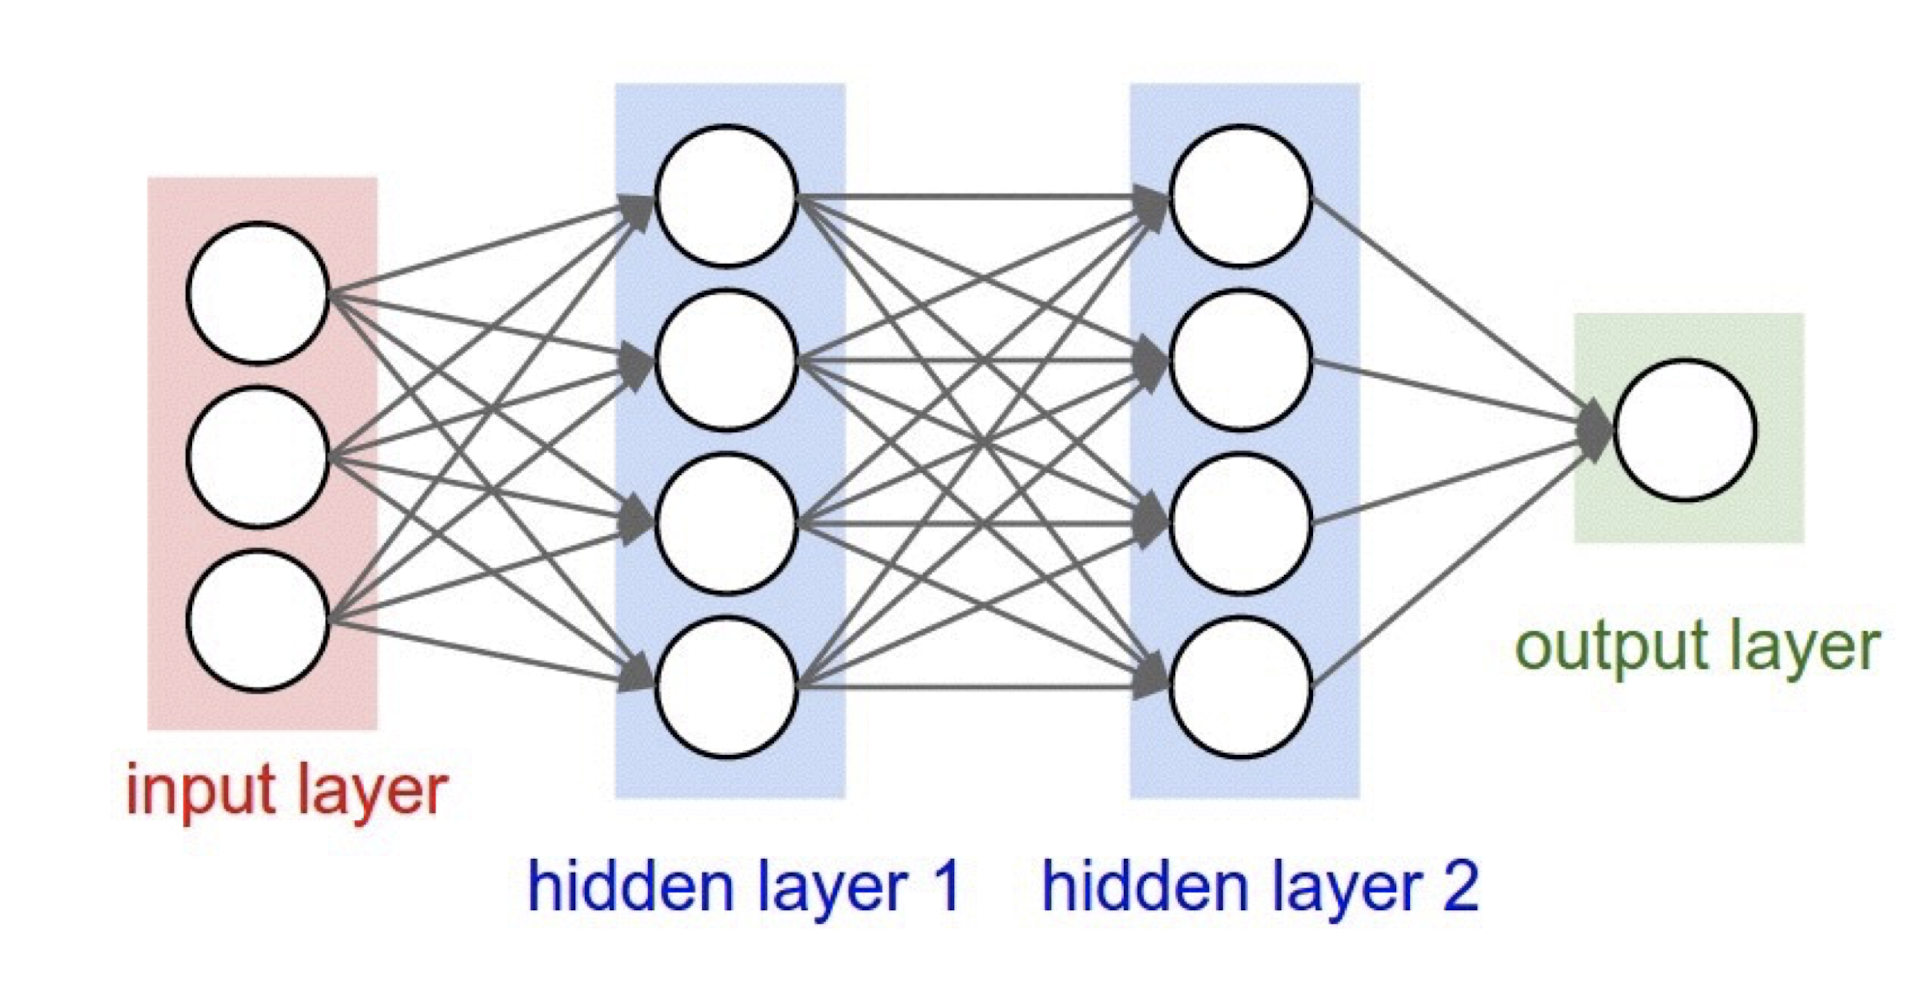 input layer
hidden layer 1
hidden layer 2
output layer